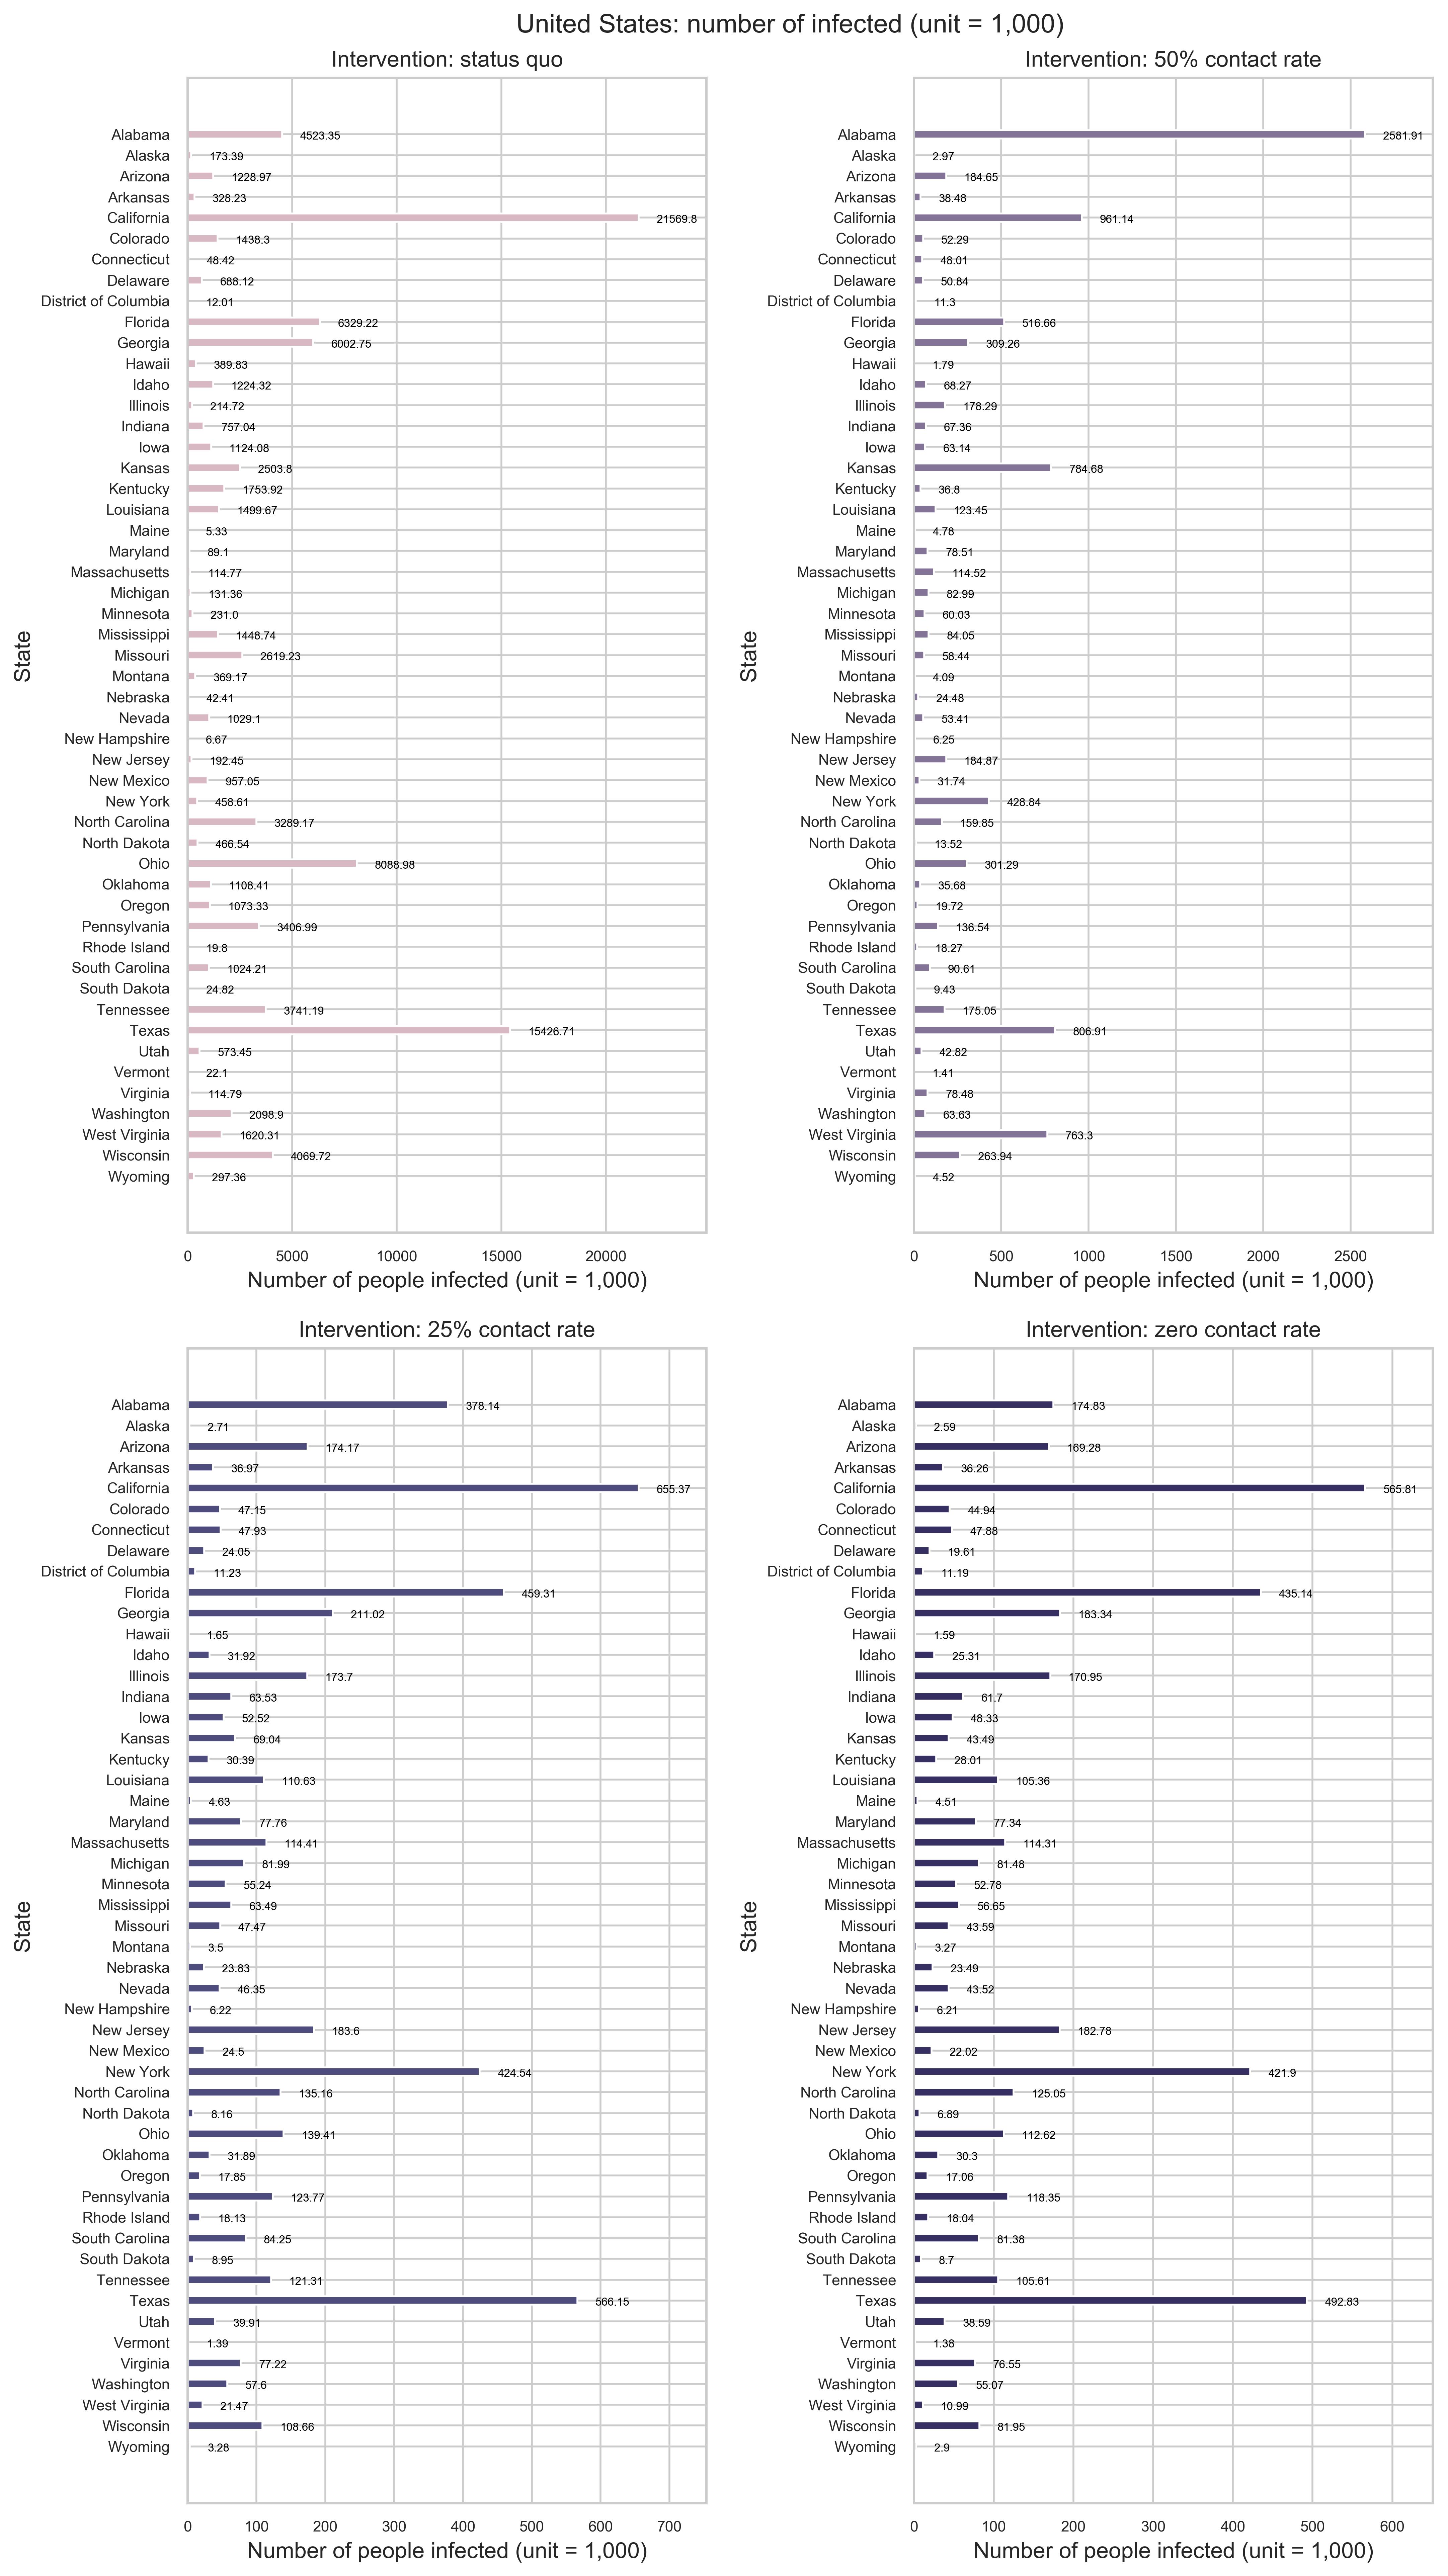 United States: number of infected (unit = 1,000)
Intervention: status quo
State
Alabama 4523.35
Alaska 173.39
Arizona 1228.97
Arkansas 328.23
California 21569.8
Colorado 1438.3
Connecticut 48.42
Delaware 688.12
District of Columbia 12.01
Florida 6329.22
Georgia 6002.75
Hawaii 389.83
Idaho 1224.32
Illinois 214.72
Indiana 757.04
Iowa 1124.08
Kansas 2503.8
Kentucky 1753.92
Louisiana 1499.67
Maine 5.33
Maryland 89.1
Massachusetts 114.77
Michigan 131.36
Minnesota 231.0
Mississippi 1448.74
Missouri 2619.23
Montana 369.17
Nebraska 42.41
Nevada 1029.1
New Hampshire 6.67
New Jersey 192.45
New Mexico 957.05
New York 458.61
North Carolina 3289.17
North Dakota 466.54
Ohio 8088.98
Oklahoma 1108.41
Oregon 1073.33
Pennsylvania 3406.99
Rhode Island 19.8
South Carolina 1024.21
South Dakota 24.82
Tennessee 3741.19
Texas 15426.71
Utah 573.45
Vermont 22.1
Virginia 114.79
Washington 2098.9
West Virginia 1620.31
Wisconsin 4069.72
Wyoming 297.36
0 5000 10000 15000 20000
Number of people infected (unit = 1,000)
Intervention: 50% contact rate
State
Alabama 2581.91
Alaska 2.97
Arizona 184.65
Arkansas 38.48
California 961.14
Colorado 52.29
Connecticut 48.01
Delaware 50.84
District of Columbia 11.3
Florida 516.66
Georgia 309.26
Hawaii 1.79
Idaho 68.27
Illinois 178.29
Indiana 67.36
Iowa 63.14
Kansas 784.68
Kentucky 36.8
Louisiana 123.45
Maine 4.78
Maryland 78.51
Massachusetts 114.52
Michigan 82.99
Minnesota 60.03
Mississippi 84.05
Missouri 58.44
Montana 4.09
Nebraska 24.48
Nevada 53.41
New Hampshire 6.25
New Jersey 184.87
New Mexico 31.74
New York 428.84
North Carolina 159.85
North Dakota 13.52
Ohio 301.29
Oklahoma 35.68
Oregon 19.72
Pennsylvania 136.54
Rhode Island 18.27
South Carolina 90.61
South Dakota 9.43
Tennessee 175.05
Texas 806.91
Utah 42.82
Vermont 1.41
Virginia 78.48
Washington 63.63
West Virginia 763.3
Wisconsin 263.94
Wyoming 4.52
0 500 1000 1500 2000 2500
Number of people infected (unit = 1,000)
Intervention: 25% contact rate
State
Alabama 378.14
Alaska 2.71
Arizona 174.17
Arkansas 36.97
California 655.37
Colorado 47.15
Connecticut 47.93
Delaware 24.05
District of Columbia 11.23
Florida 459.31
Georgia 211.02
Hawaii 1.65
Idaho 31.92
Illinois 173.7
Indiana 63.53
Iowa 52.52
Kansas 69.04
Kentucky 30.39
Louisiana 110.63
Maine 4.63
Maryland 77.76
Massachusetts 114.41
Michigan 81.99
Minnesota 55.24
Mississippi 63.49
Missouri 47.47
Montana 3.5
Nebraska 23.83
Nevada 46.35
New Hampshire 6.22
New Jersey 183.6
New Mexico 24.5
New York 424.54
North Carolina 135.16
North Dakota 8.16
Ohio 139.41
Oklahoma 31.89
Oregon 17.85
Pennsylvania 123.77
Rhode Island 18.13
South Carolina 84.25
South Dakota 8.95
Tennessee 121.31
Texas 566.15
Utah 39.91
Vermont 1.39
Virginia 77.22
Washington 57.6
West Virginia 21.47
Wisconsin 108.66
Wyoming 3.28
0 100 200 300 400 500 600 700
Number of people infected (unit = 1,000)
Intervention: zero contact rate
State
Alabama 174.83
Alaska 2.59
Arizona 169.28
Arkansas 36.26
California 565.81
Colorado 44.94
Connecticut 47.88
Delaware 19.61
District of Columbia 11.19
Florida 435.14
Georgia 183.34
Hawaii 1.59
Idaho 25.31
Illinois 170.95
Indiana 61.7
Iowa 48.33
Kansas 43.49
Kentucky 28.01
Louisiana 105.36
Maine 4.51
Maryland 77.34
Massachusetts 114.31
Michigan 81.48
Minnesota 52.78
Mississippi 56.65
Missouri 43.59
Montana 3.27
Nebraska 23.49
Nevada 43.52
New Hampshire 6.21
New Jersey 182.78
New Mexico 22.02
New York 421.9
North Carolina 125.05
North Dakota 6.89
Ohio 112.62
Oklahoma 30.3
Oregon 17.06
Pennsylvania 118.35
Rhode Island 18.04
South Carolina 81.38
South Dakota 8.7
Tennessee 105.61
Texas 492.83
Utah 38.59
Vermont 1.38
Virginia 76.55
Washington 55.07
West Virginia 10.99
Wisconsin 81.95
Wyoming 2.9
0 100 200 300 400 500 600
Number of people infected (unit = 1,000)